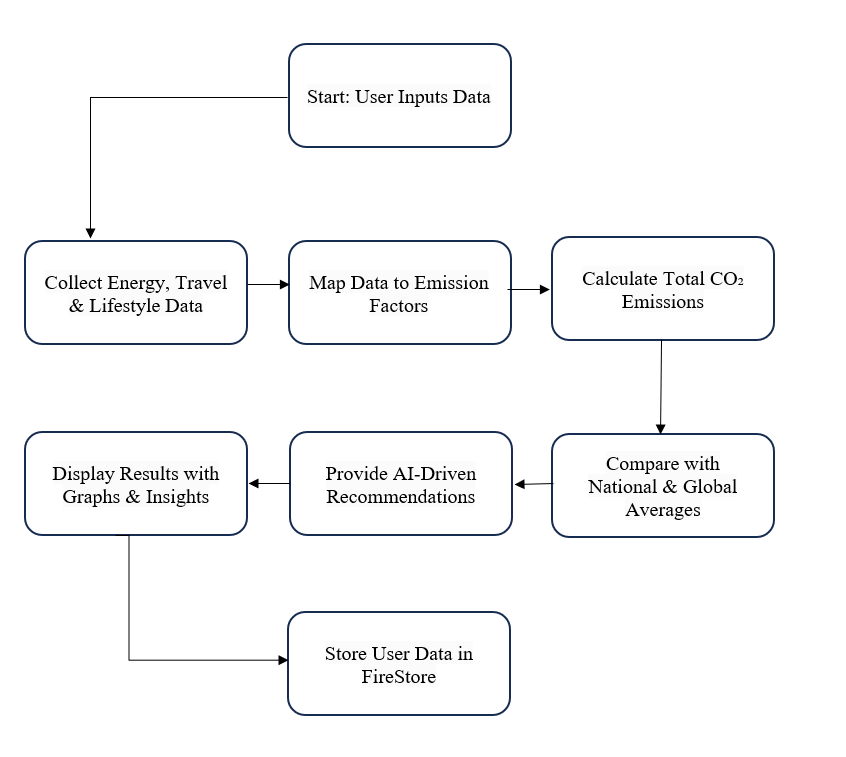 Start: User Inputs Data
Collect Energy, Travel
& Lifestyle Data
Map Data to Emission
Factors
Calculate Total CO₂
Emissions
Compare with
National & Global
Averages
Provide AI-Driven
Recommendations
Display Results with
Graphs & Insights
Store User Data in
FireStore